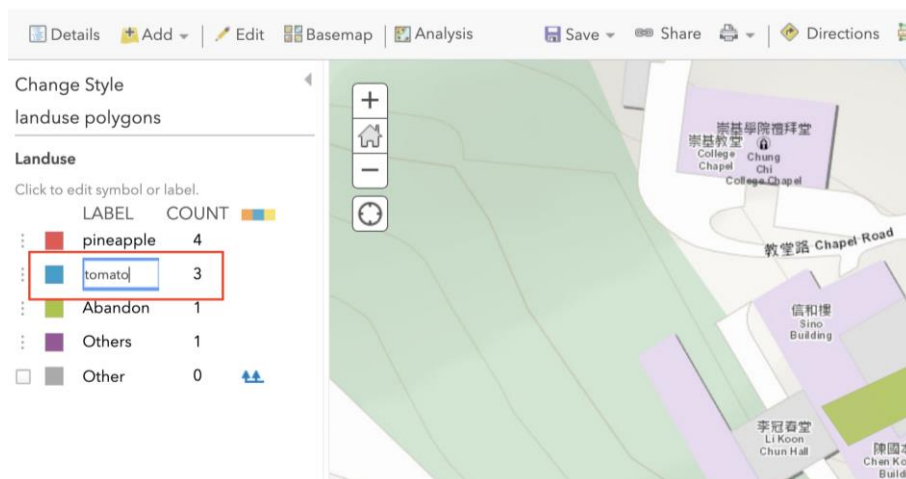 Details Add Edit Basemap Analysis Save Share Directions
Change Style
landuse polygons
Landuse
Click to edit symbol or label.
LABEL COUNT
pineapple 4
tomato 3
Abandon 1
Others 1
Other 0
崇基學院禮拜堂
崇基教堂
College
Chapel
Chung
Chi
College Chapel
教堂路 Chapel Road
信和樓
Sino
Building
李冠春堂
Li Koon
Chun Hall
陳國
Chen Ko
Build